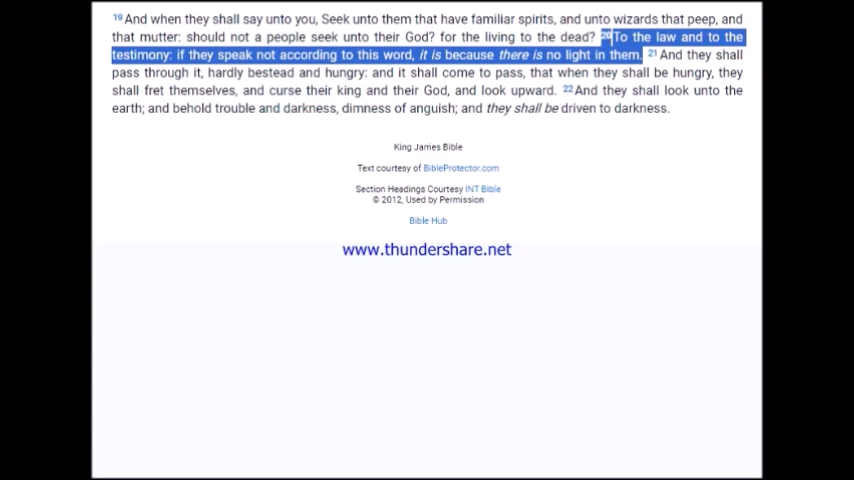 19 And when they shall say unto you, Seek unto them that have familiar spirits, and unto wizards that peep, and
that mutter: should not a people seek unto their God? for the living to the dead? 20 To the law and to the
testimony: if they speak not according to this word, it is because there is no light in them. 21 And they shall
pass through it, hardly bestead and hungry: and it shall come to pass, that when they shall be hungry, they
shall fret themselves, and curse their king and their God, and look upward. 22 And they shall look unto the
earth; and behold trouble and darkness, dimness of anguish; and they shall be driven to darkness.
King James Bible
Text courtesy of BibleProtector.com
Section Headings Courtesy INT Bible
© 2012, Used by Permission
Bible Hub
www.thundershare.net